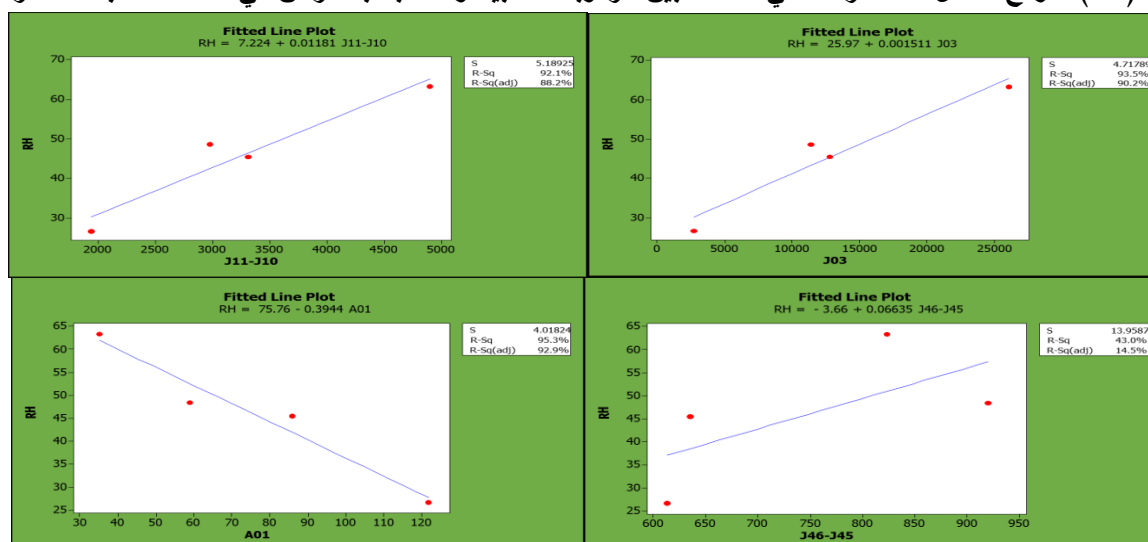 Fitted Line Plot
RH = 7.224 + 0.01181 J11-J10
S 5.18925
R-Sq 92.1%
R-Sq(adj) 88.2%
RH
70
60
50
40
30
2000 2500 3000 3500 4000 4500 5000
J11-J10
Fitted Line Plot
RH = 25.97 + 0.001511 J03
S 4.71789
R-Sq 93.5%
R-Sq(adj) 90.2%
RH
70
60
50
40
30
0 5000 10000 15000 20000 25000
J03
Fitted Line Plot
RH = 75.76 - 0.3944 A01
S 4.01824
R-Sq 95.3%
R-Sq(adj) 92.9%
RH
65
60
55
50
45
40
35
30
25
30 40 50 60 70 80 90 100 110 120
A01
Fitted Line Plot
RH = - 3.66 + 0.06635 J46-J45
S 13.9587
R-Sq 43.0%
R-Sq(adj) 14.5%
RH
65
60
55
50
45
40
35
30
25
600 650 700 750 800 850 900 950
J46-J45